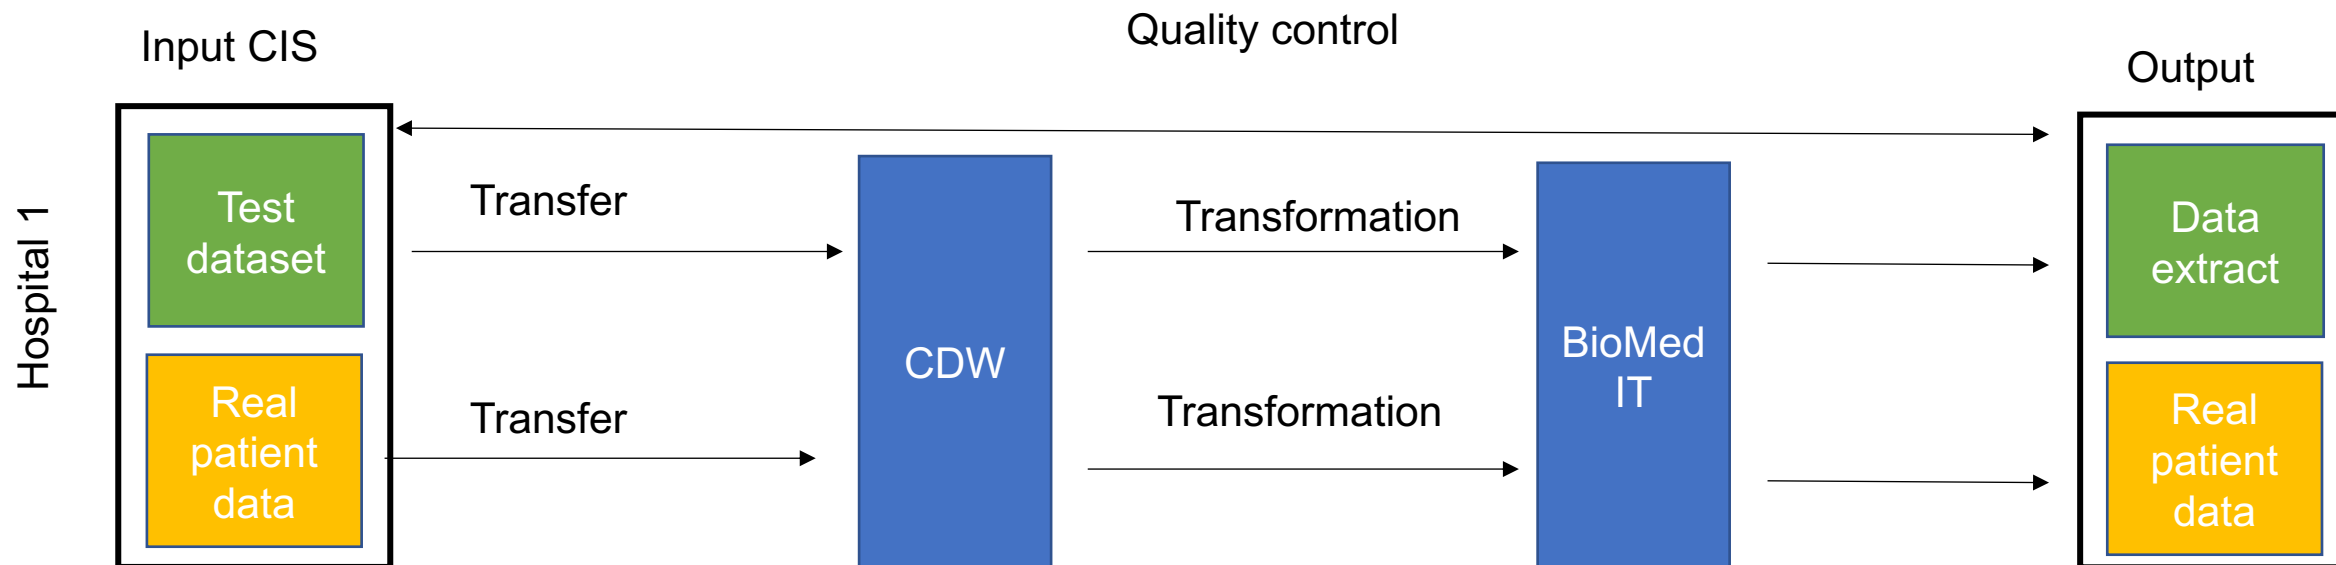 Quality control
Input CIS
Output
Hospital 1
Test
dataset
Transfer
Transformation
Data
extract
CDW
BioMed
IT
Real
patient
data
Transfer
Transformation
Real
patient
data